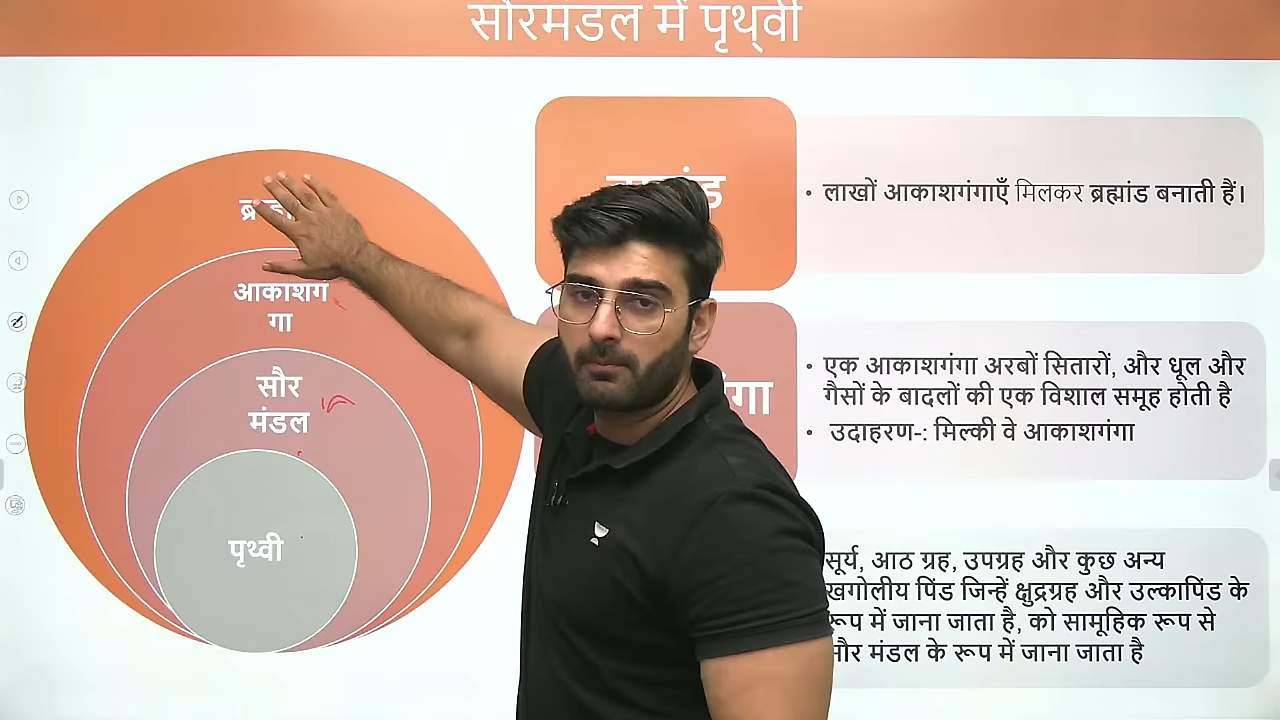 सौरमंडल में पृथ्वी
आकाशगं
गा
सौर
मंडल
पृथ्वी
लाखों आकाशगंगाएँ मिलकर ब्रह्मांड बनाती हैं।
एक आकाशगंगा अरबों सितारों, और धूल और
गैसों के बादलों की एक विशाल समूह होती है
उदाहरण-: मिल्की वे आकाशगंगा
सूर्य, आठ ग्रह, उपग्रह और कुछ अन्य
खगोलीय पिंड जिन्हें क्षुद्रग्रह और उल्कापिंड के
रूप में जाना जाता है, को सामूहिक रूप से
सौर मंडल के रूप में जाना जाता है